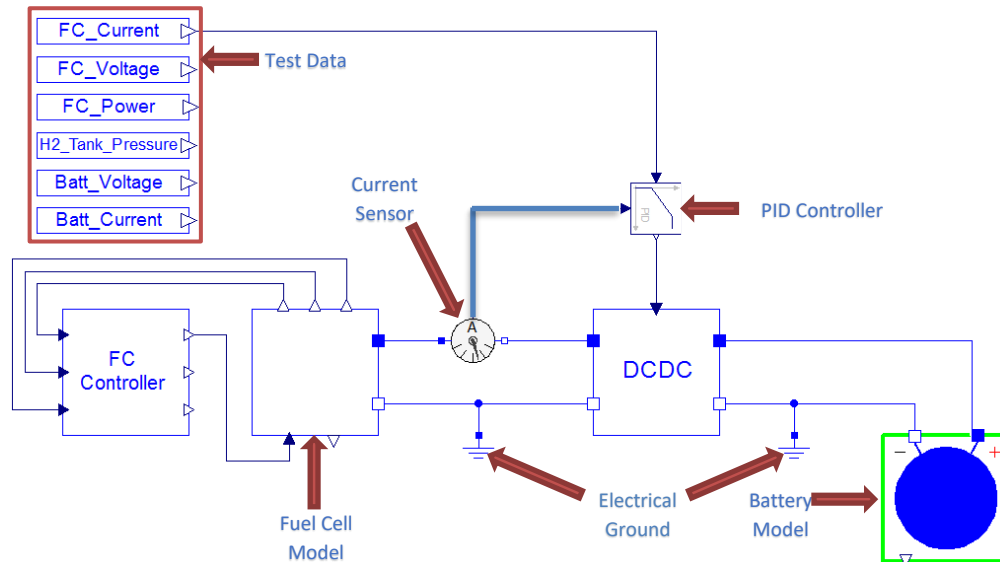 FC_Current
FC_Voltage
FC_Power
H2_Tank_Pressure
Batt_Voltage
Batt_Current
Test Data
Current
Sensor
PID
PID Controller
A
FC
Controller
DCDC
Fuel Cell
Model
Electrical
Ground
Battery
Model
− +